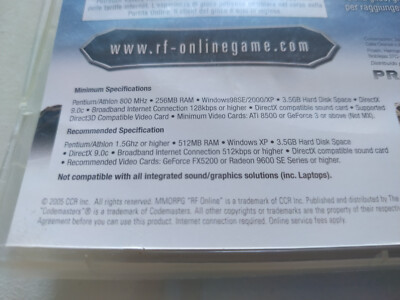 www.rf-onlinegame.com
Minimum Specifications
Pentium/Athlon 800 MHz • 256MB RAM • Windows98SE/2000/XP • 3.5GB Hard Disk Space • DirectX
9.0c • Broadband Internet Connection 128kbps or higher • DirectX compatible sound card • Supported
Direct3D Compatible Video Card • Minimum Video Cards: ATi 8500 or GeForce 3 or above (Not MX).
Recommended Specification
Pentium/Athlon 1.5Ghz or higher • 512MB RAM • Windows XP • 3.5GB Hard Disk Space
• DirectX 9.0c • Broadband Internet Connection 512kbps or higher • DirectX compatible sound card
• Recommended Video Cards: GeForce FX5200 or Radeon 9600 SE Series or higher.
Not compatible with all integrated sound/graphics solutions (inc. Laptops).
© 2005 CCR Inc. All rights reserved. MMORPG "RF Online" is a trademark of CCR Inc. Published and distributed by The
"Codemasters"® is a trademark of Codemasters. All other copyrights or trademarks are the property of their respective
Agreement before you can use this product. Internet connection required. Online service fees apply.